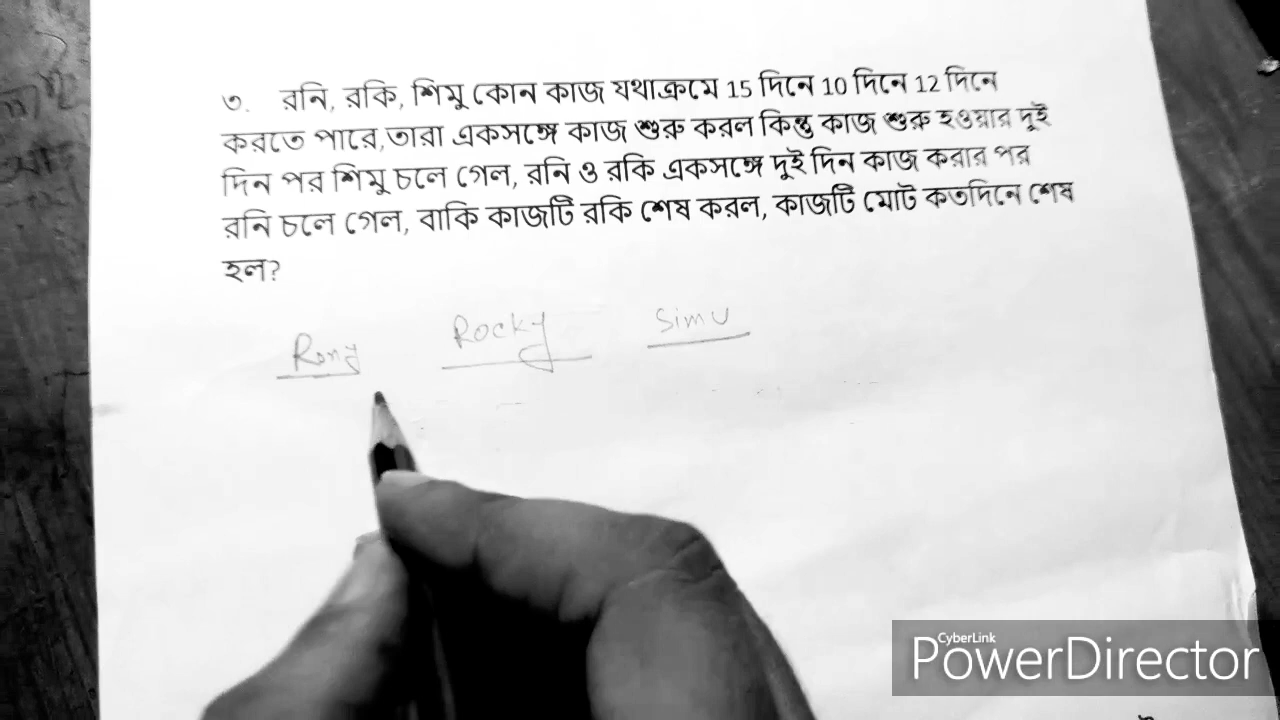 ৩. রনি, রকি, শিমু কোন কাজ যথাক্রমে 15 দিনে 10 দিনে 12 দিনে
করতে পারে,তারা একসঙ্গে কাজ শুরু করল কিন্তু কাজ শুরু হওয়ার দুই
দিন পর শিমু চলে গেল, রনি ও রকি একসঙ্গে দুই দিন কাজ করার পর
রনি চলে গেল, বাকি কাজটি রকি শেষ করল, কাজটি মোট কতদিনে শেষ
হল?
Rony Rocky Simu
CyberLink
PowerDirector